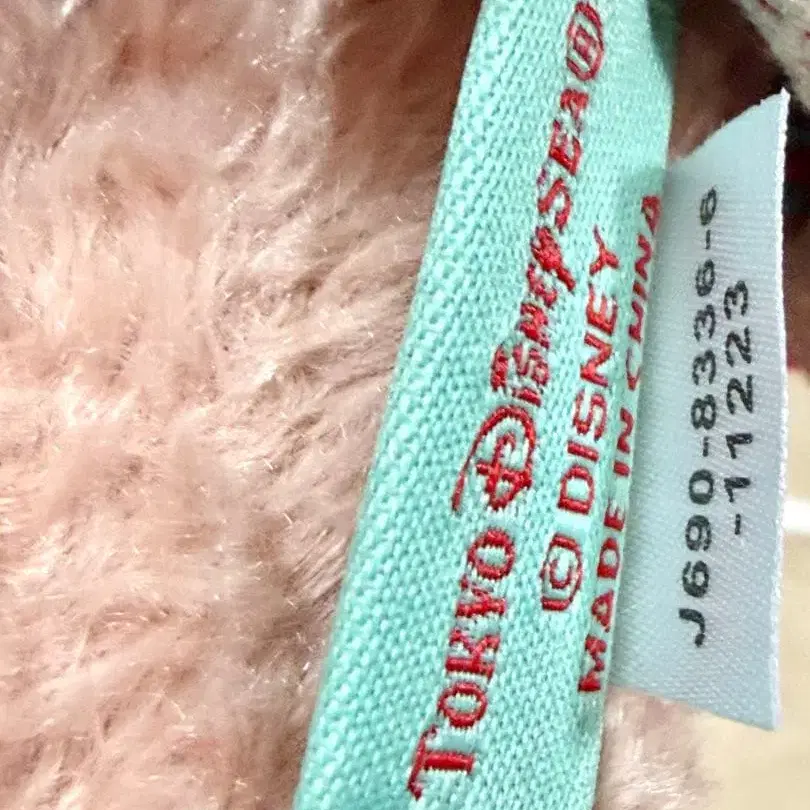 TOKYO DISNEYSEA®
© DISNEY
MADE IN CHINA
J690-8336-6
-11223